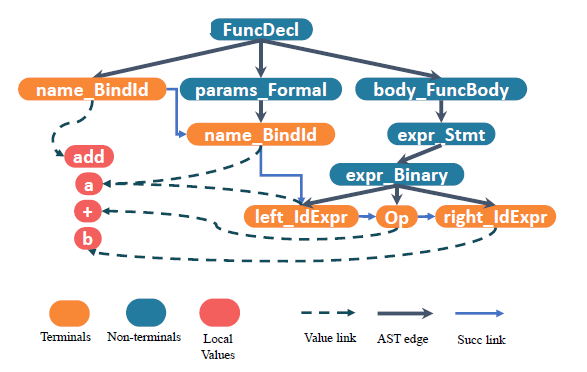 FuncDecl
name_BindId params_Formal body_FuncBody
name_BindId expr_Stmt
add
expr_Binary
a
+
left_IdExpr Op right_IdExpr
b
Terminals Non-terminals Local
Values
Value link AST edge Succ link